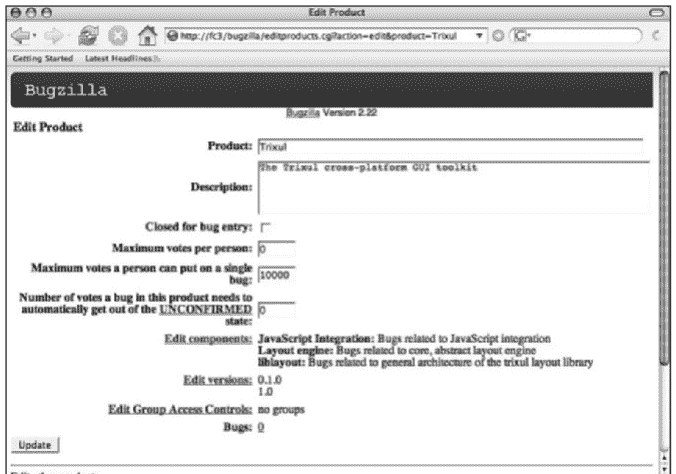 Edit Product
http://fc3/bugzilla/editproducts.cgi?action=edit&product=Trixul
G
Getting Started Latest Headlines
Bugzilla
Bugzilla Version 2.22
Edit Product
Product: Trixul
Description: The Trixul cross-platform GUI toolkit
Closed for bug entry:
Maximum votes per person: 0
Maximum votes a person can put on a single
bug: 10000
Number of votes a bug in this product needs to
automatically get out of the UNCONFIRMED
state: 0
Edit components: JavaScript Integration: Bugs related to JavaScript integration
Layout engine: Bugs related to core, abstract layout engine
liblayout: Bugs related to general architecture of the trixul layout library
Edit versions: 0.1.0
1.0
Edit Group Access Controls: no groups
Bugs: 0
Update